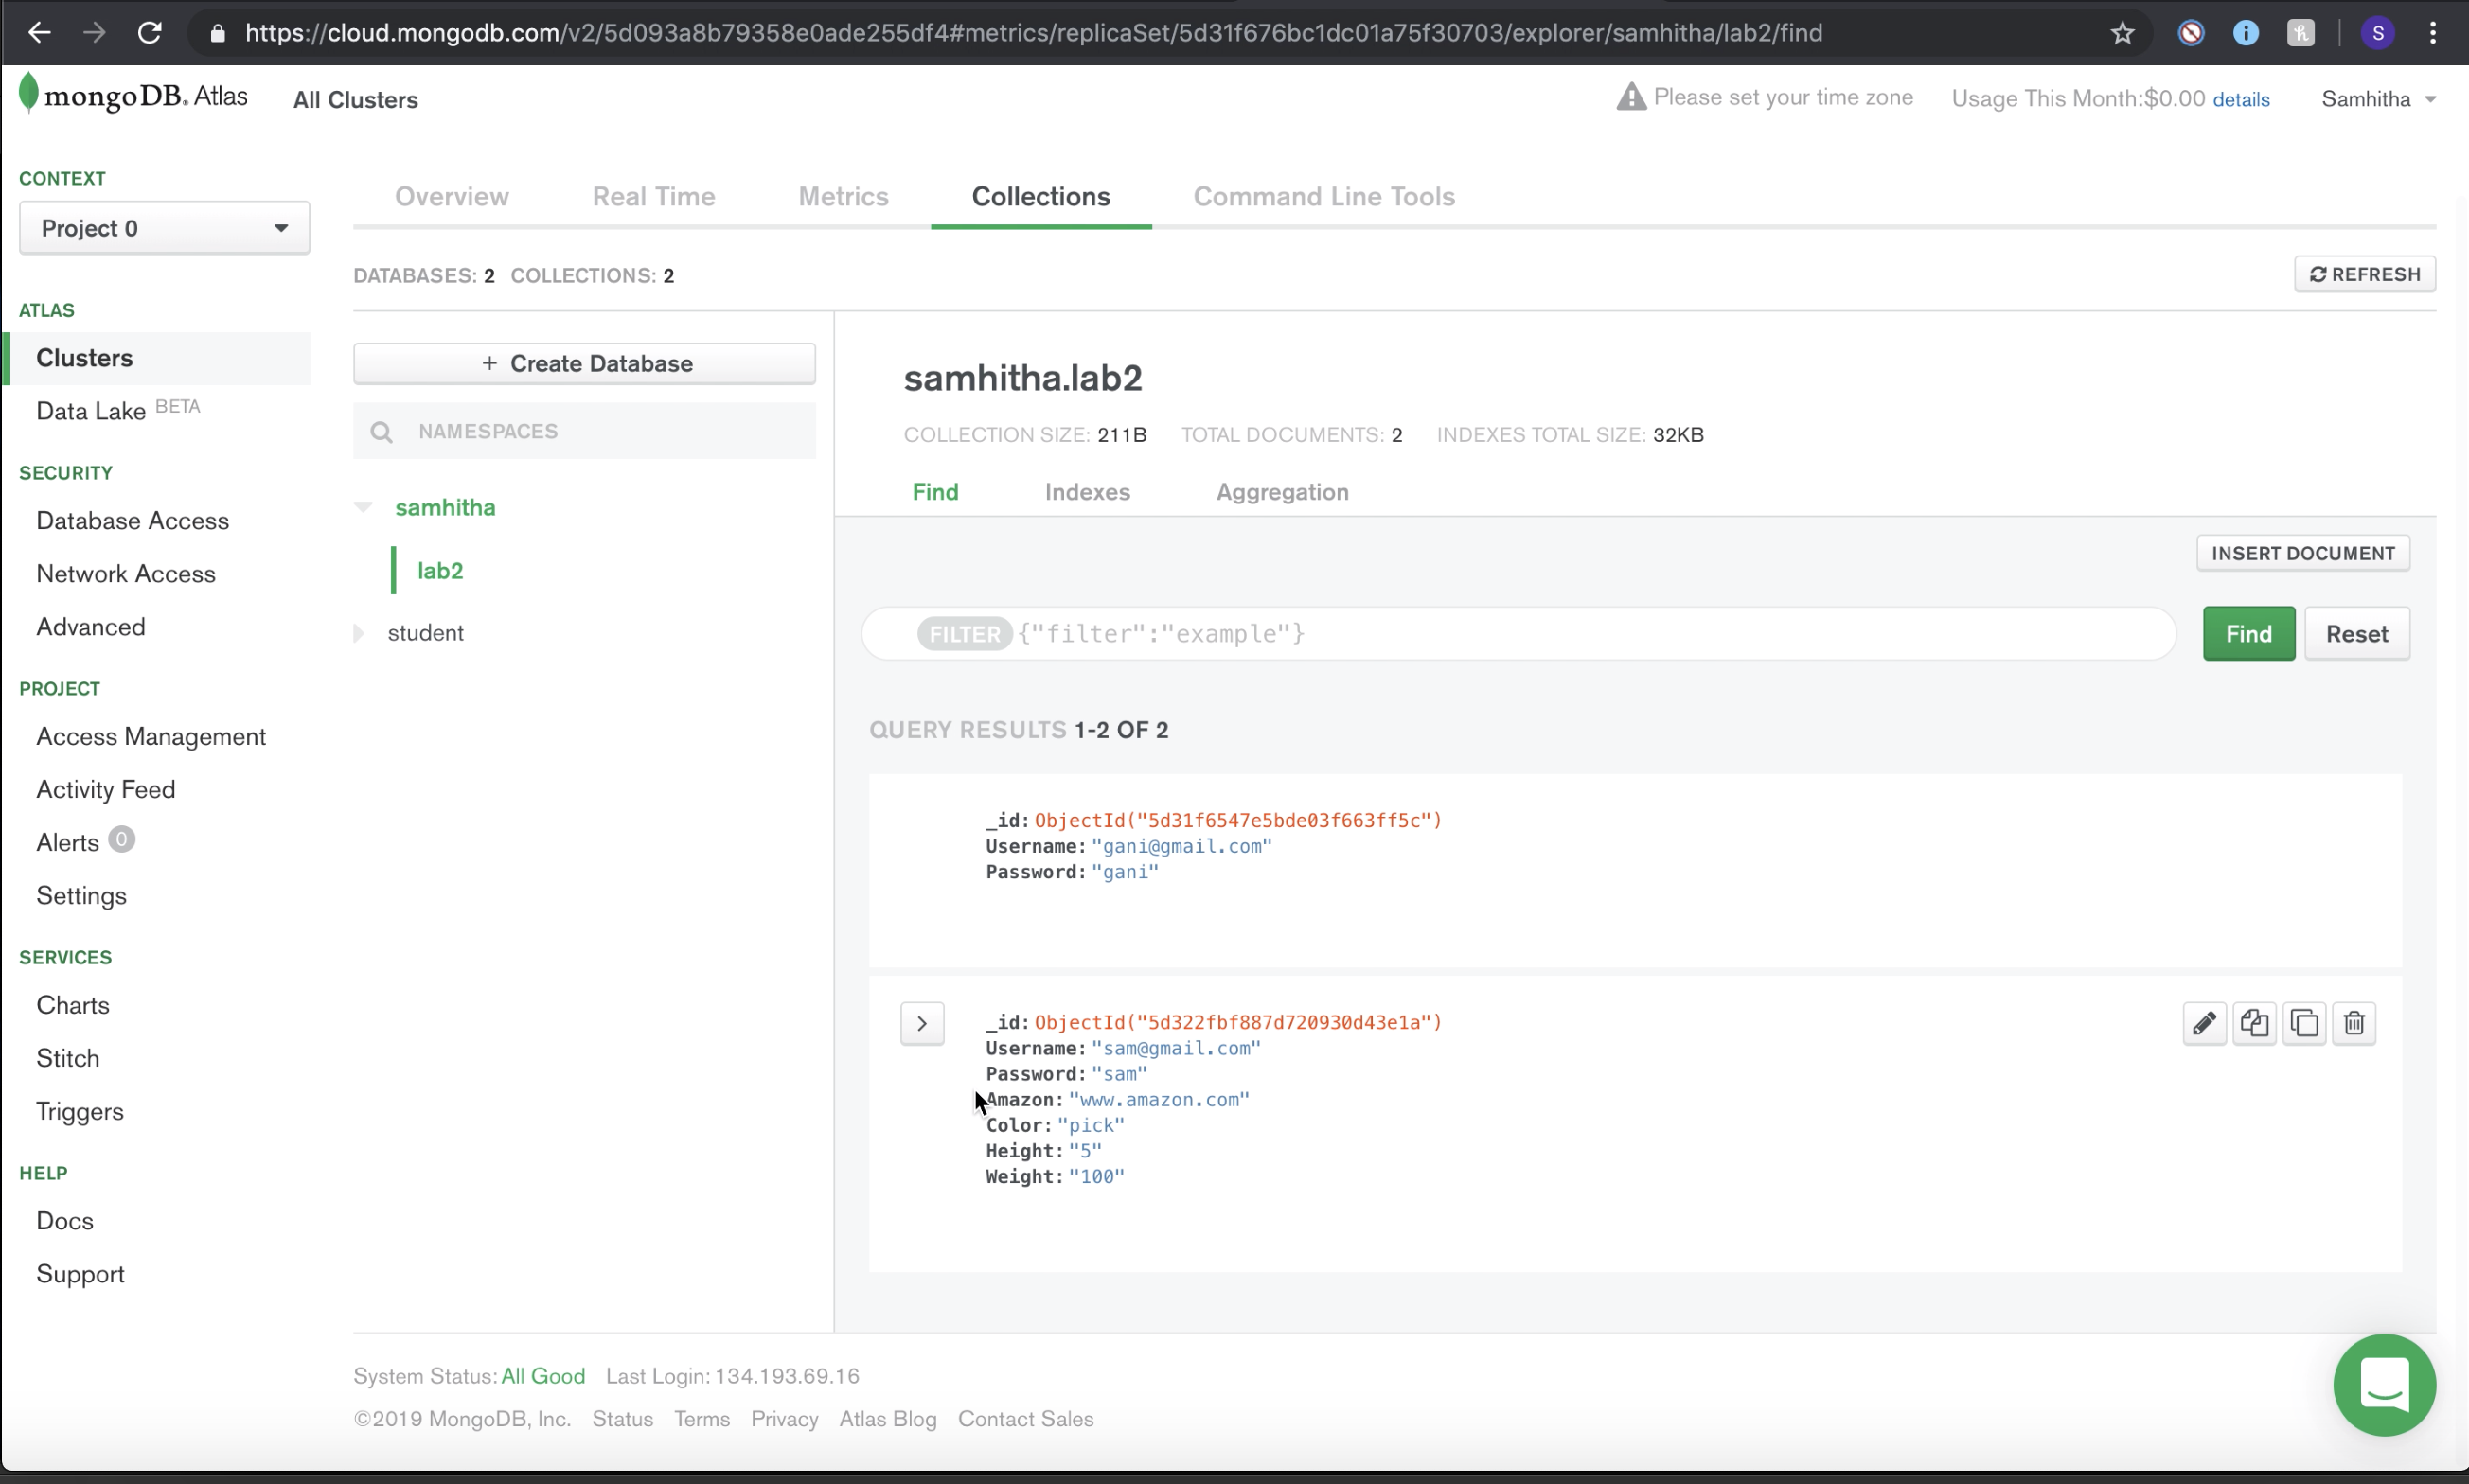 https://cloud.mongodb.com/v2/5d093a8b79358e0ade255df4#metrics/replicaSet/5d31f676bc1dc01a75f30703/explorer/samhitha/lab2/find
S
mongoDB. Atlas
All Clusters
Please set your time zone
Usage This Month:$0.00 details
Samhitha
CONTEXT
Project 0
ATLAS
Clusters
Data Lake BETA
SECURITY
Database Access
Network Access
Advanced
PROJECT
Access Management
Activity Feed
Alerts 0
Settings
SERVICES
Charts
Stitch
Triggers
HELP
Docs
Support
Overview
Real Time
Metrics
Collections
Command Line Tools
DATABASES: 2 COLLECTIONS: 2
REFRESH
+ Create Database
NAMESPACES
samhitha
lab2
student
samhitha.lab2
COLLECTION SIZE: 211B TOTAL DOCUMENTS: 2 INDEXES TOTAL SIZE: 32KB
Find
Indexes
Aggregation
INSERT DOCUMENT
FILTER {"filter":"example"}
Find
Reset
QUERY RESULTS 1-2 OF 2
_id: ObjectId("5d31f6547e5bde03f663ff5c")
Username: "gani@gmail.com"
Password: "gani"
_id: ObjectId("5d322fbf887d720930d43e1a")
Username: "sam@gmail.com"
Password: "sam"
Amazon: "www.amazon.com"
Color: "pick"
Height: "5"
Weight: "100"
System Status: All Good Last Login: 134.193.69.16
©2019 MongoDB, Inc. Status Terms Privacy Atlas Blog Contact Sales